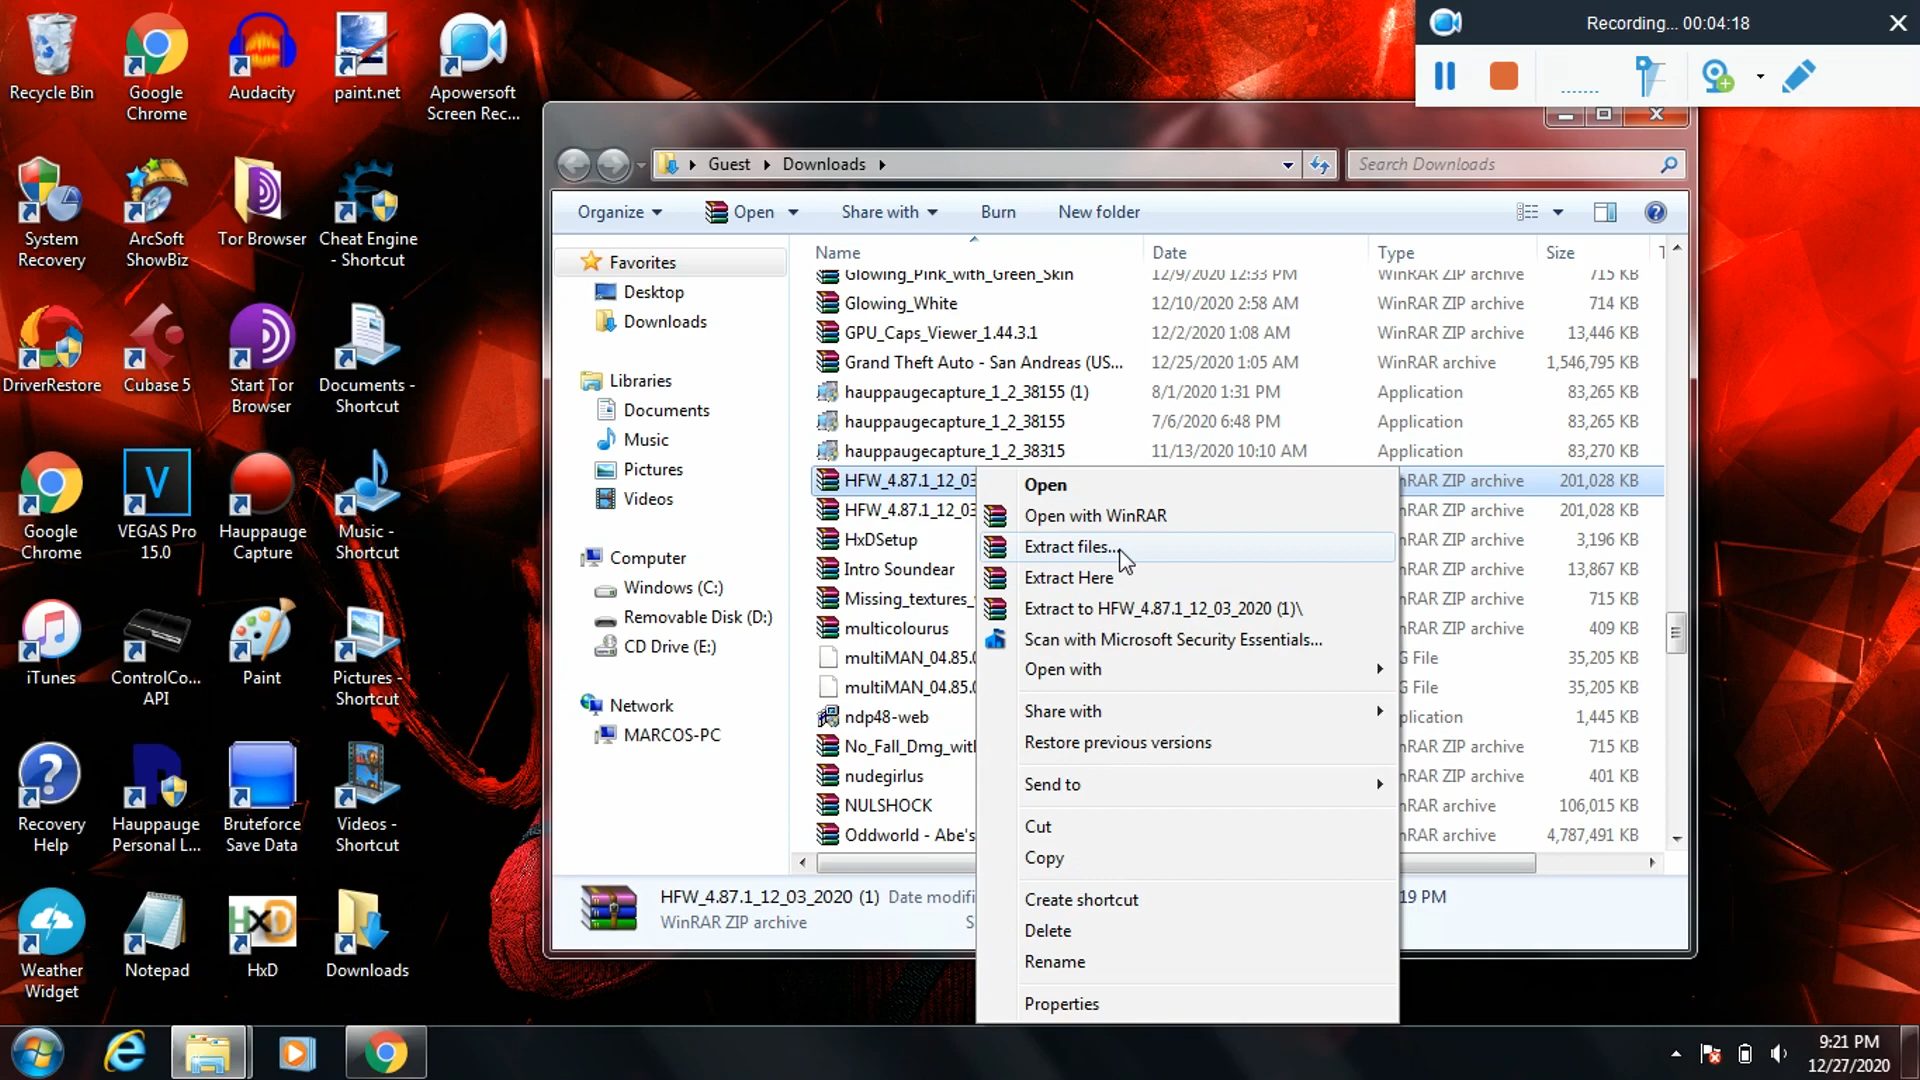 Recording... 00:04:18
Recycle Bin
Google Chrome
Audacity
paint.net
Apowersoft Screen Rec...
System Recovery
ArcSoft ShowBiz
Tor Browser
Cheat Engine - Shortcut
DriverRestore
Cubase 5
Start Tor Browser
Documents - Shortcut
Google Chrome
VEGAS Pro 15.0
Hauppauge Capture
Music - Shortcut
iTunes
ControlCo... API
Paint
Pictures - Shortcut
Recovery Help
Hauppauge Personal L...
Bruteforce Save Data
Videos - Shortcut
Weather Widget
Notepad
HxD
Downloads
Guest Downloads
Search Downloads
Organize Open Share with Burn New folder
Favorites
Desktop
Downloads
Libraries
Documents
Music
Pictures
Videos
Computer
Windows (C:)
Removable Disk (D:)
CD Drive (E:)
Network
MARCOS-PC
Name Date Type Size
Glowing_Pink_with_Green_Skin 12/9/2020 12:33 PM WinRAR ZIP archive 715 KB
Glowing_White 12/10/2020 2:58 AM WinRAR ZIP archive 714 KB
GPU_Caps_Viewer_1.44.3.1 12/2/2020 1:08 AM WinRAR ZIP archive 13,446 KB
Grand Theft Auto - San Andreas (US... 12/25/2020 1:05 AM WinRAR archive 1,546,795 KB
hauppaugecapture_1_2_38155 (1) 8/1/2020 1:31 PM Application 83,265 KB
hauppaugecapture_1_2_38155 7/6/2020 6:48 PM Application 83,265 KB
hauppaugecapture_1_2_38315 11/13/2020 10:10 AM Application 83,270 KB
HFW_4.87.1_12_03 nRAR ZIP archive 201,028 KB
HFW_4.87.1_12_03 nRAR ZIP archive 201,028 KB
HxDSetup nRAR ZIP archive 3,196 KB
Intro Soundear nRAR ZIP archive 13,867 KB
Missing_textures_ nRAR ZIP archive 715 KB
multicolourus nRAR ZIP archive 409 KB
multiMAN_04.85.0 G File 35,205 KB
multiMAN_04.85.0 G File 35,205 KB
ndp48-web plication 1,445 KB
No_Fall_Dmg_wit nRAR ZIP archive 715 KB
nudegirlus nRAR ZIP archive 401 KB
NULSHOCK nRAR archive 106,015 KB
Oddworld - Abe's nRAR archive 4,787,491 KB
Open
Open with WinRAR
Extract files...
Extract Here
Extract to HFW_4.87.1_12_03_2020 (1)\
Scan with Microsoft Security Essentials...
Open with
Share with
Restore previous versions
Send to
Cut
Copy
Create shortcut
Delete
Rename
Properties
HFW_4.87.1_12_03_2020 (1) Date modifi 19 PM
WinRAR ZIP archive S
9:21 PM
12/27/2020